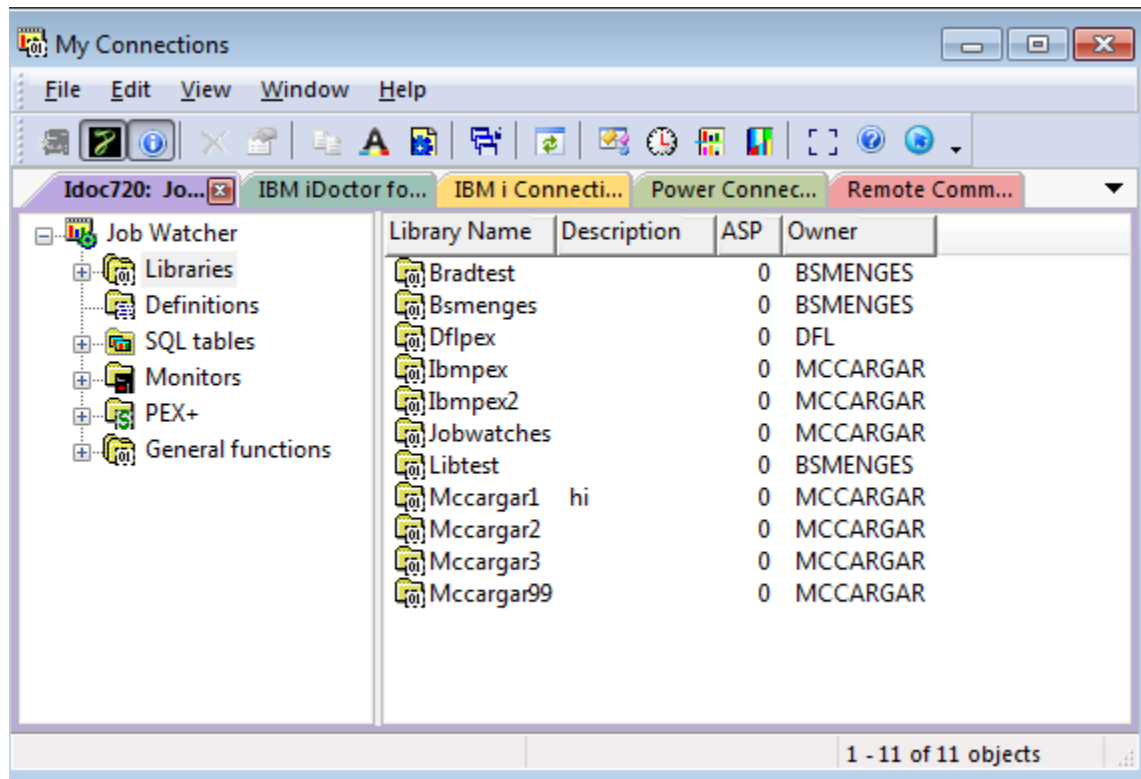 My Connections
File Edit View Window Help
Idoc720: Jo... IBM iDoctor fo... IBM i Connecti... Power Connec... Remote Comm...
Job Watcher
Libraries
Definitions
SQL tables
Monitors
PEX+
General functions
Library Name Description ASP Owner
Bradtest 0 BSMENGES
Bsmenges 0 BSMENGES
Dflpex 0 DFL
Ibmpex 0 MCCARGAR
Ibmpex2 0 MCCARGAR
Jobwatches 0 MCCARGAR
Libtest 0 BSMENGES
Mccargar1 hi 0 MCCARGAR
Mccargar2 0 MCCARGAR
Mccargar3 0 MCCARGAR
Mccargar99 0 MCCARGAR
1 - 11 of 11 objects